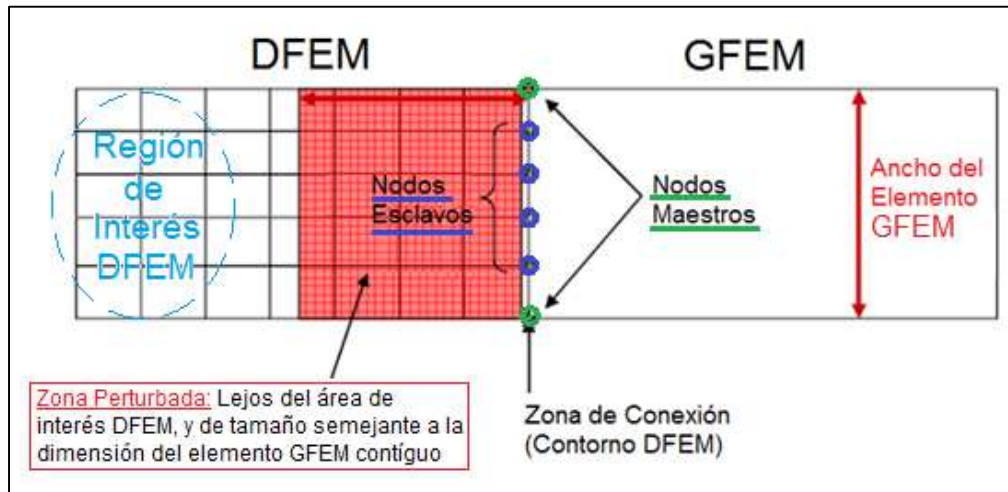 DFEM
GFEM
Región
de
Interés
DFEM
Nodos
Esclavos
Nodos
Maestros
Ancho del
Elemento
GFEM
Zona Perturbada: Lejos del área de
interés DFEM, y de tamaño semejante a la
dimensión del elemento GFEM contíguo
Zona de Conexión
(Contorno DFEM)